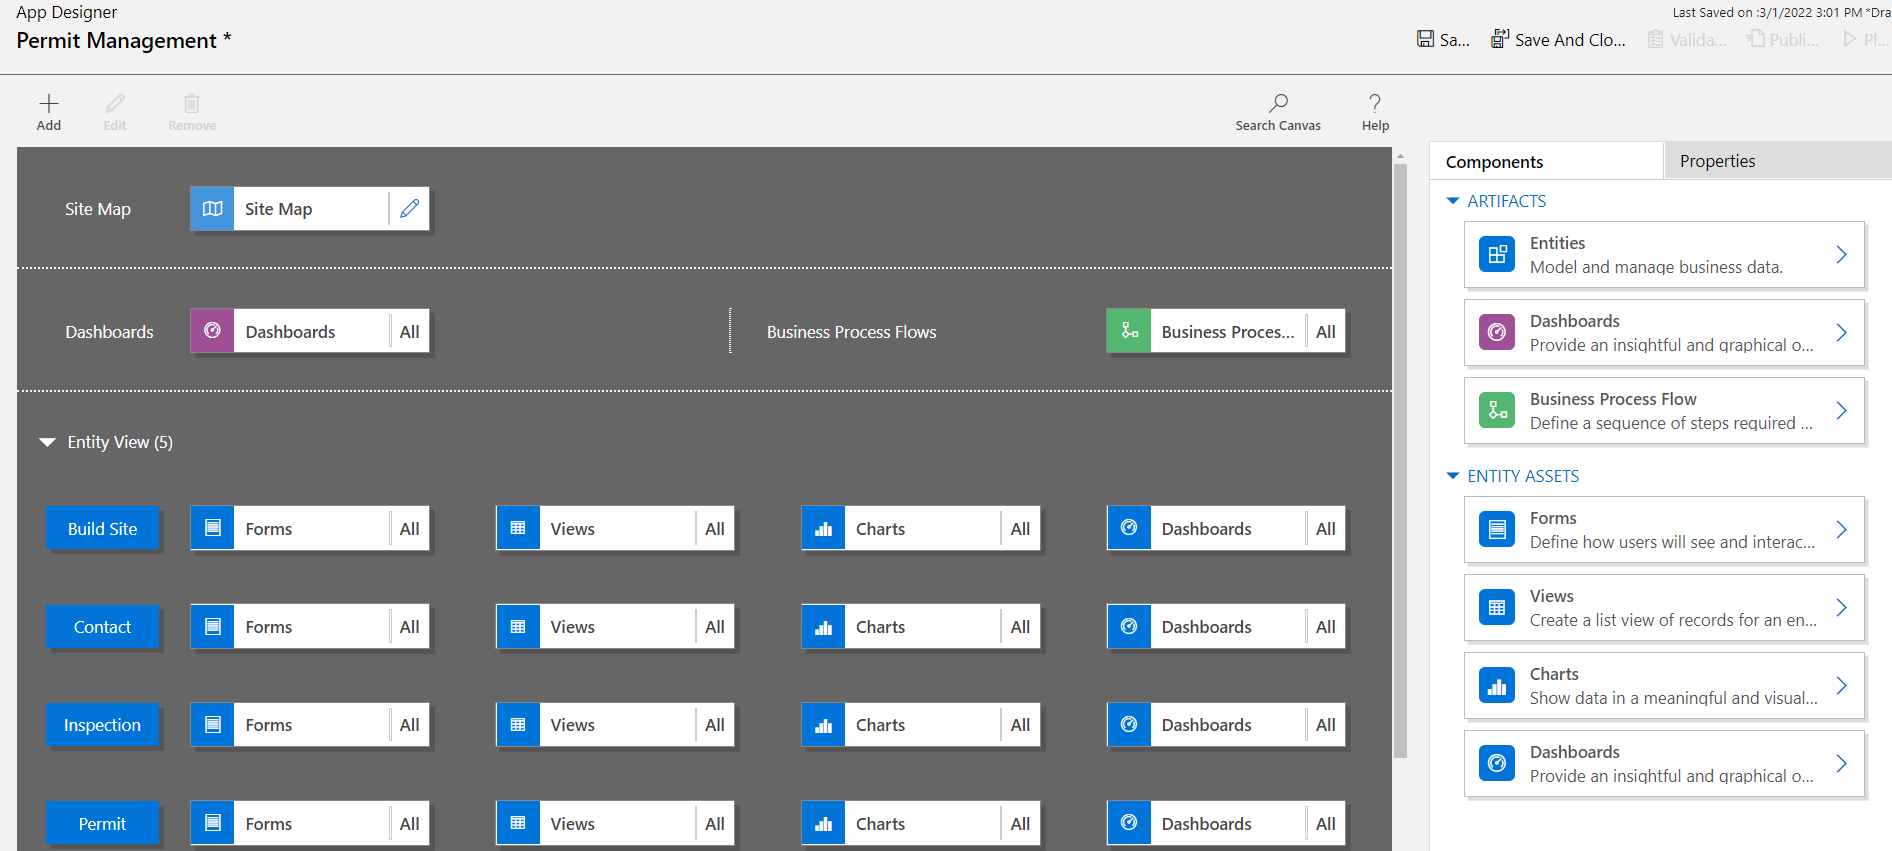 App Designer
Last Saved on :3/1/2022 3:01 PM *Dra
Permit Management *
Sa...
Save And Clo...
Valida...
Publi...
Pl...
Add
Edit
Remove
Search Canvas
Help
Site Map
Site Map
Dashboards
Dashboards
All
Business Process Flows
Business Proces...
All
Entity View (5)
Build Site
Forms
All
Views
All
Charts
All
Dashboards
All
Contact
Forms
All
Views
All
Charts
All
Dashboards
All
Inspection
Forms
All
Views
All
Charts
All
Dashboards
All
Permit
Forms
All
Views
All
Charts
All
Dashboards
All
Components
Properties
ARTIFACTS
Entities
Model and manage business data.
Dashboards
Provide an insightful and graphical o...
Business Process Flow
Define a sequence of steps required ...
ENTITY ASSETS
Forms
Define how users will see and interac...
Views
Create a list view of records for an en...
Charts
Show data in a meaningful and visual...
Dashboards
Provide an insightful and graphical o...